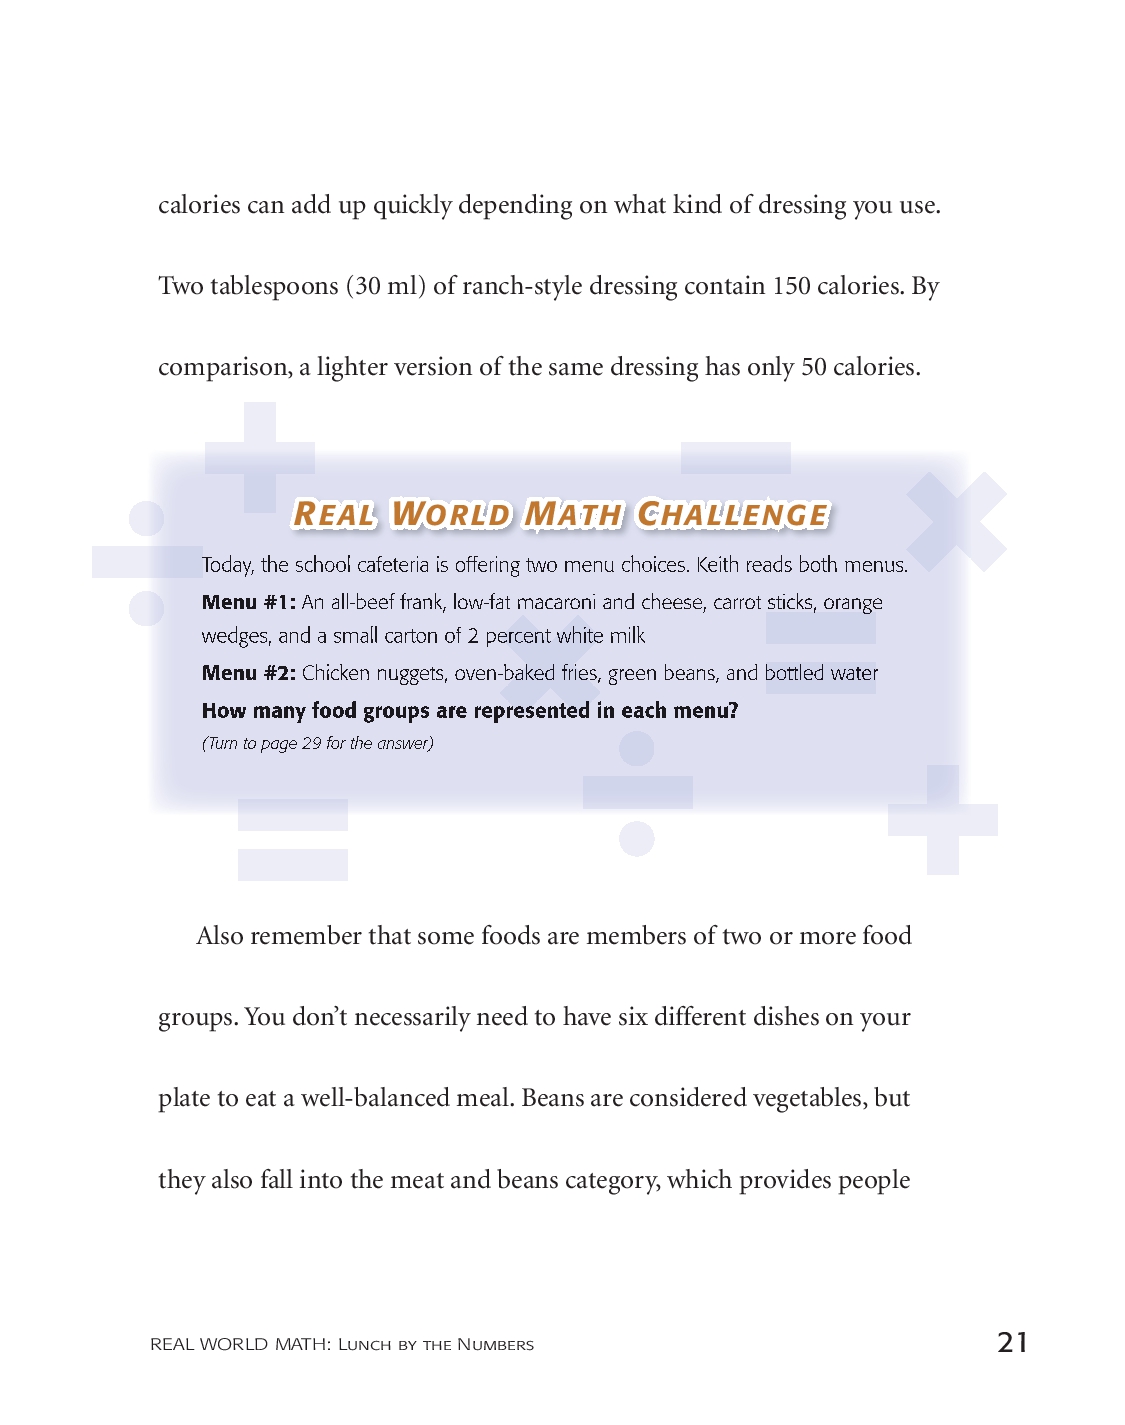 calories can add up quickly depending on what kind of dressing you use.
Two tablespoons (30 ml) of ranch-style dressing contain 150 calories. By
comparison, a lighter version of the same dressing has only 50 calories.
REAL WORLD MATH CHALLENGE
Today, the school cafeteria is offering two menu choices. Keith reads both menus.
Menu #1: An all-beef frank, low-fat macaroni and cheese, carrot sticks, orange
wedges, and a small carton of 2 percent white milk
Menu #2: Chicken nuggets, oven-baked fries, green beans, and bottled water
How many food groups are represented in each menu?
(Turn to page 29 for the answer)
Also remember that some foods are members of two or more food
groups. You don’t necessarily need to have six different dishes on your
plate to eat a well-balanced meal. Beans are considered vegetables, but
they also fall into the meat and beans category, which provides people
REAL WORLD MATH: LUNCH BY THE NUMBERS
21